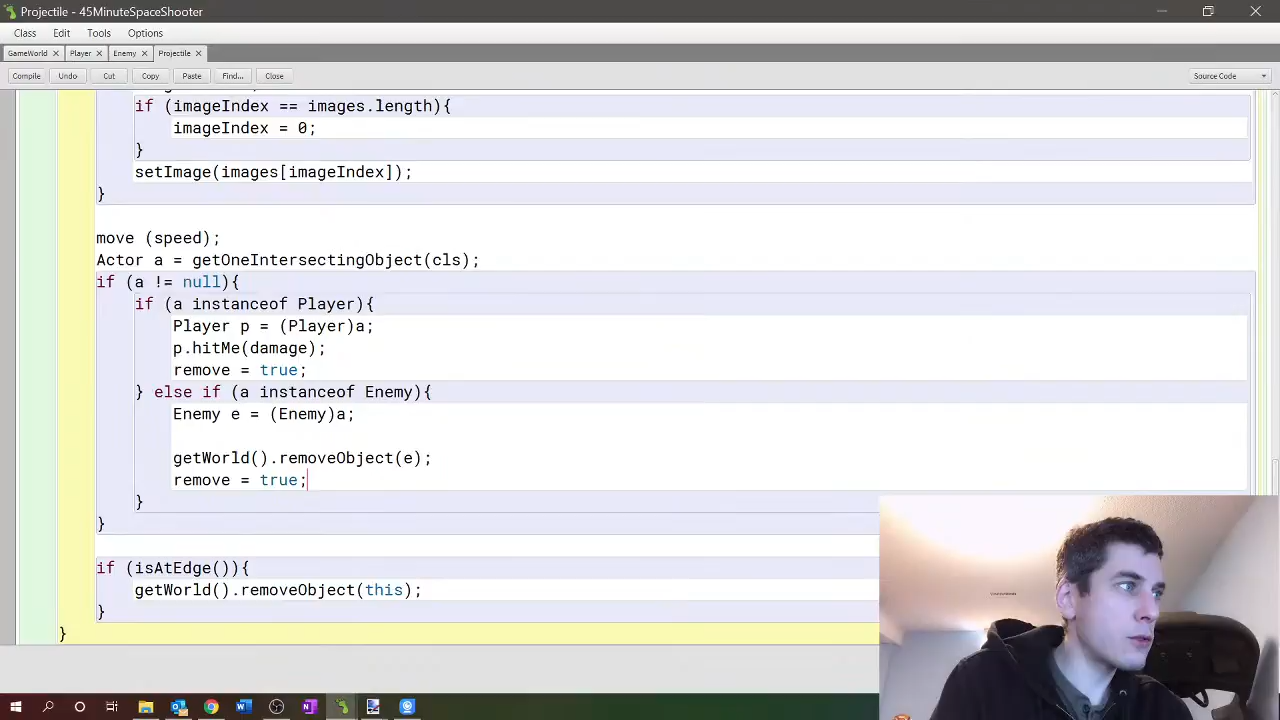 Projectile - 45MinuteSpaceShooter
Class Edit Tools Options
GameWorld Player Enemy Projectile
Compile Undo Cut Copy Paste Find... Close Source Code
if (imageIndex == images.length){
imageIndex = 0;
}
setImage(images[imageIndex]);
}
move (speed);
Actor a = getOneIntersectingObject(cls);
if (a != null){
if (a instanceof Player){
Player p = (Player)a;
p.hitMe(damage);
remove = true;
} else if (a instanceof Enemy){
Enemy e = (Enemy)a;
getWorld().removeObject(e);
remove = true;
}
}
if (isAtEdge()){
getWorld().removeObject(this);
}
}